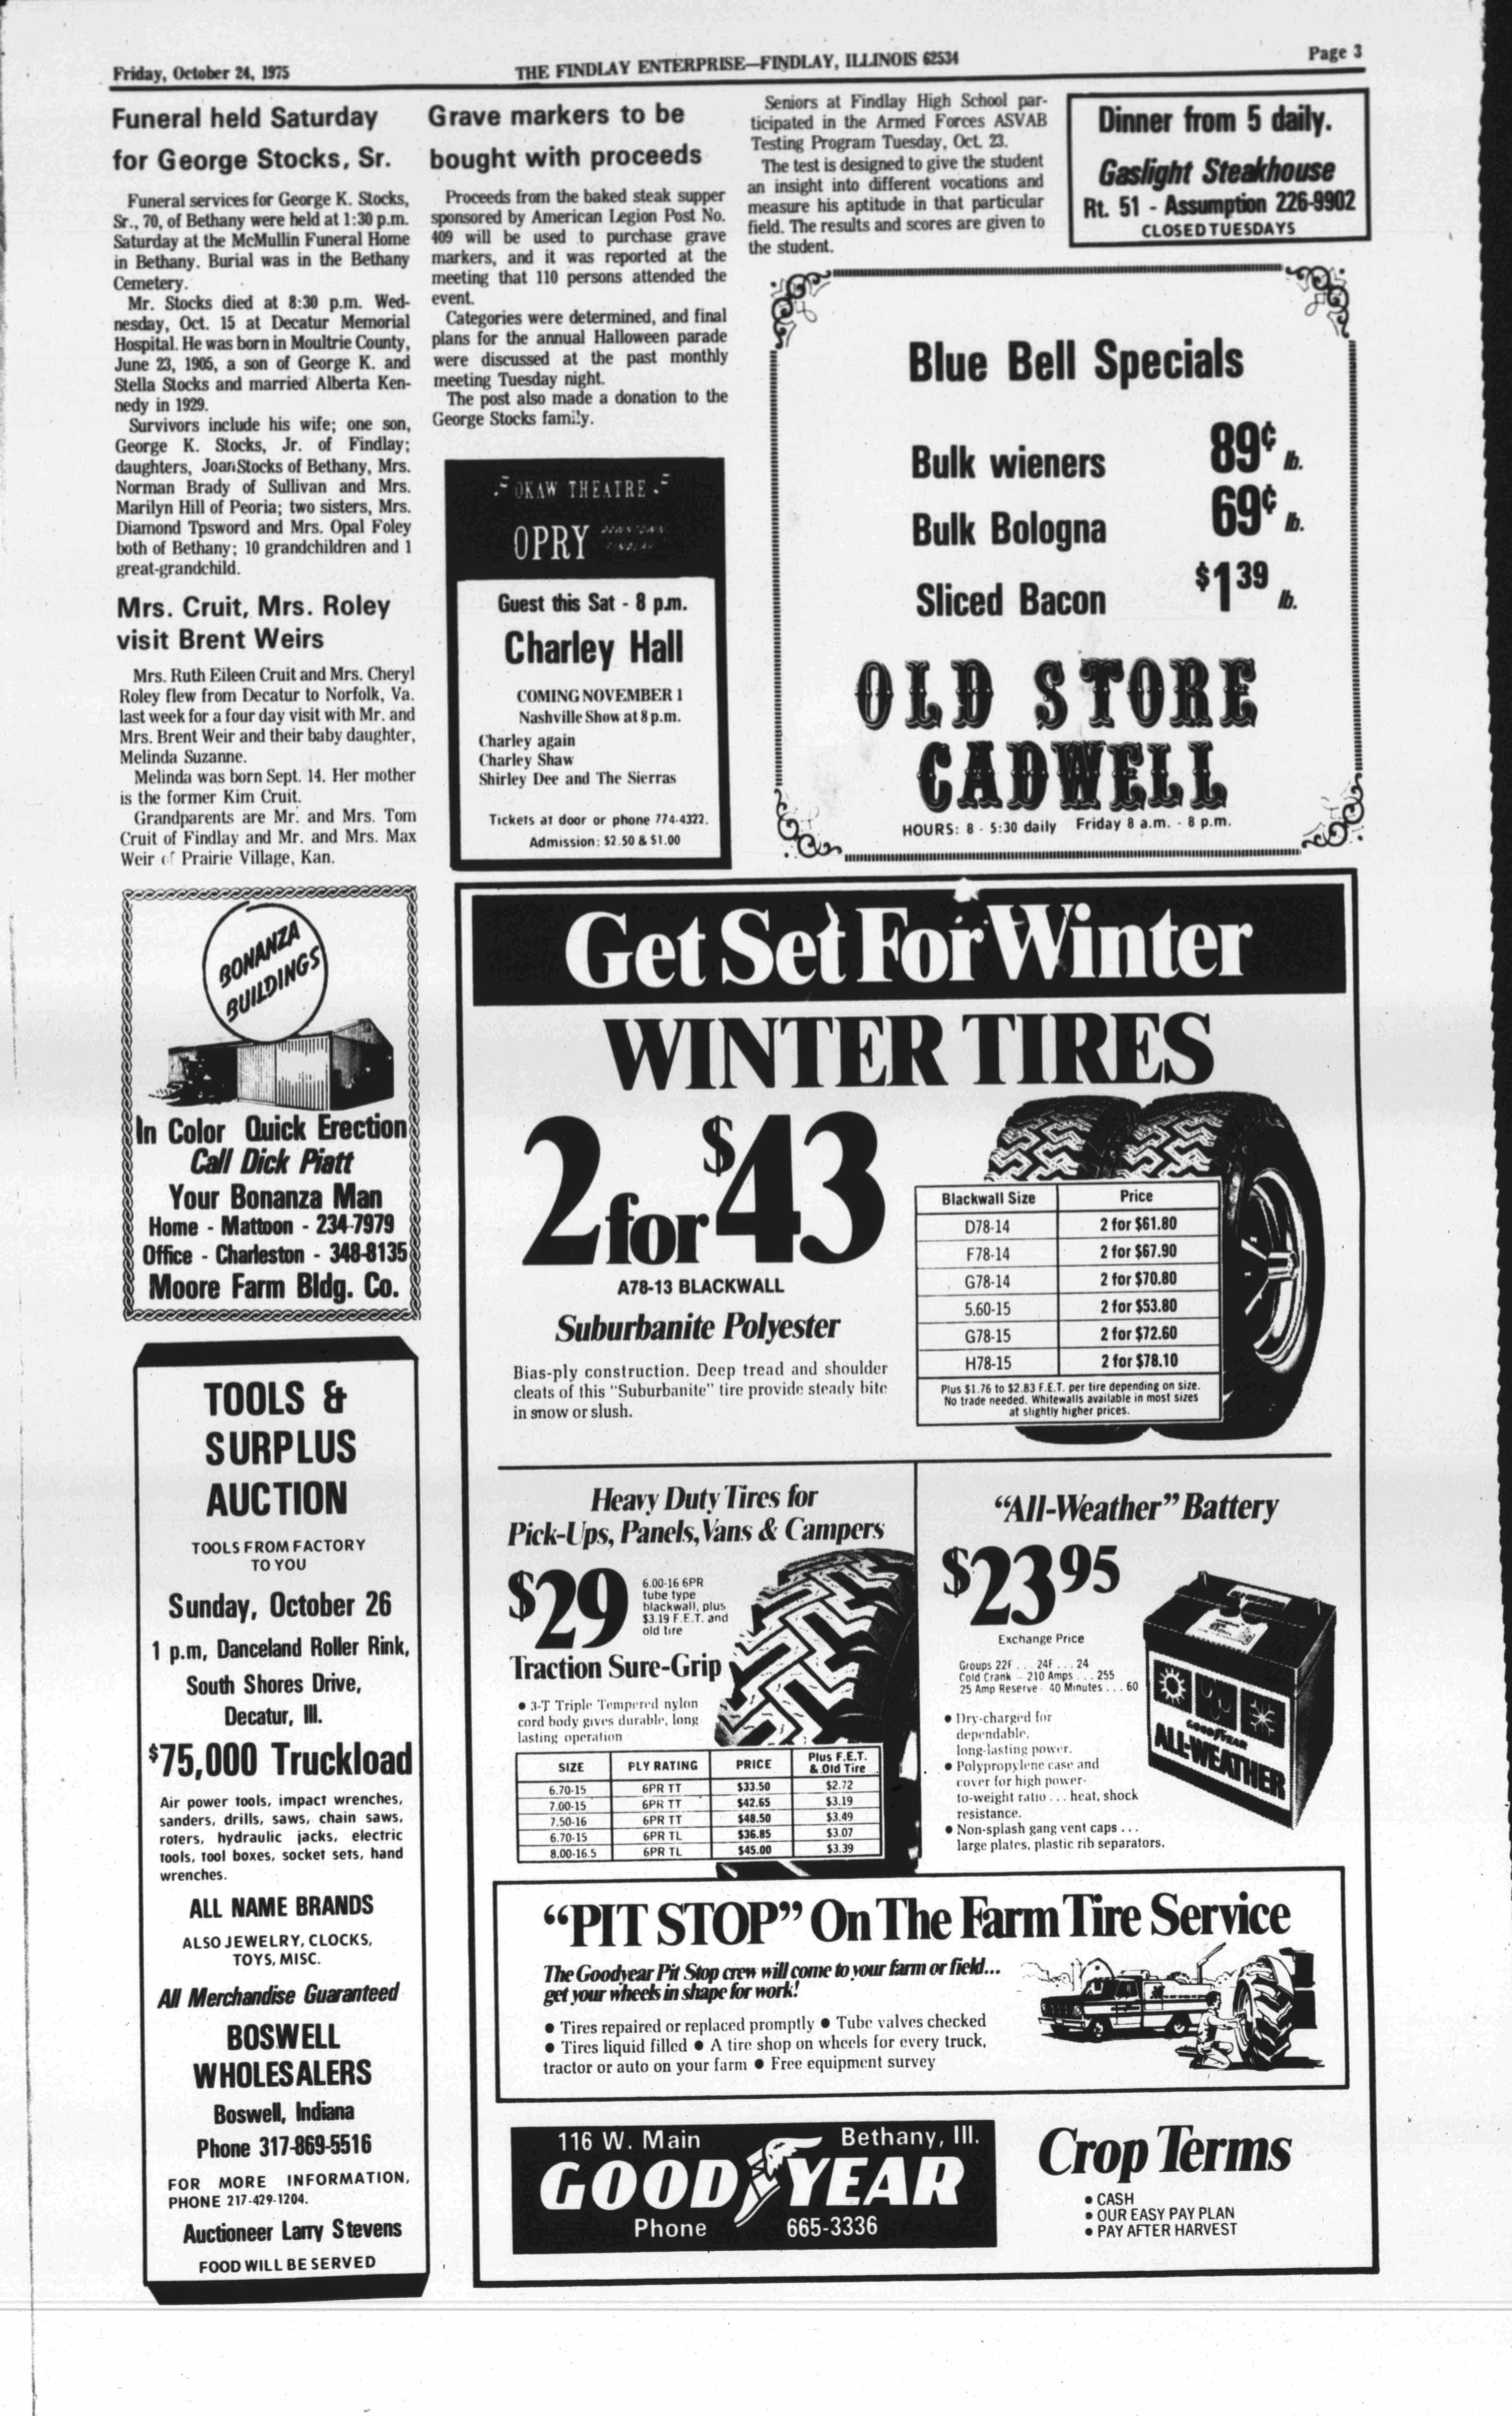 Friday, October 24, 1975
THE FINDLAY ENTERPRISE—FINDLAY, ILLINOIS 62534
Page 3
Funeral held Saturday
for George Stocks, Sr.
Funeral services for George K. Stocks,
Sr., 70, of Bethany were held at 1:30 p.m.
Saturday at the McMullin Funeral Home
in Bethany. Burial was in the Bethany
Cemetery.
Mr. Stocks died at 8:30 p.m. Wed-
nesday, Oct. 15 at Decatur Memorial
Hospital. He was born in Moultrie County,
June 23, 1905, a son of George K. and
Stella Stocks and married Alberta Ken-
nedy in 1929.
Survivors include his wife; one son,
George K. Stocks, Jr. of Findlay;
daughters, Joan Stocks of Bethany, Mrs.
Norman Brady of Sullivan and Mrs.
Marilyn Hill of Peoria; two sisters, Mrs.
Diamond Tpsword and Mrs. Opal Foley
both of Bethany; 10 grandchildren and 1
great-grandchild.
Mrs. Cruit, Mrs. Roley
visit Brent Weirs
Mrs. Ruth Eileen Cruit and Mrs. Cheryl
Roley flew from Decatur to Norfolk, Va.
last week for a four day visit with Mr. and
Mrs. Brent Weir and their baby daughter,
Melinda Suzanne.
Melinda was born Sept. 14. Her mother
is the former Kim Cruit.
Grandparents are Mr. and Mrs. Tom
Cruit of Findlay and Mr. and Mrs. Max
Weir of Prairie Village, Kan.
BONANZA
BUILDINGS
In Color Quick Erection
Call Dick Piatt
Your Bonanza Man
Home - Mattoon - 234-7979
Office - Charleston - 348-8135
Moore Farm Bldg. Co.
TOOLS &
SURPLUS
AUCTION
TOOLS FROM FACTORY
TO YOU
Sunday, October 26
1 p.m, Danceland Roller Rink,
South Shores Drive,
Decatur, Ill.
$75,000 Truckload
Air power tools, impact wrenches,
sanders, drills, saws, chain saws,
roters, hydraulic jacks, electric
tools, tool boxes, socket sets, hand
wrenches.
ALL NAME BRANDS
ALSO JEWELRY, CLOCKS,
TOYS, MISC.
All Merchandise Guaranteed
BOSWELL
WHOLESALERS
Boswell, Indiana
Phone 317-869-5516
FOR MORE INFORMATION,
PHONE 217-429-1204.
Auctioneer Larry Stevens
FOOD WILL BE SERVED
Grave markers to be
bought with proceeds
Proceeds from the baked steak supper
sponsored by American Legion Post No.
409 will be used to purchase grave
markers, and it was reported at the
meeting that 110 persons attended the
event.
Categories were determined, and final
plans for the annual Halloween parade
were discussed at the past monthly
meeting Tuesday night.
The post also made a donation to the
George Stocks family.
OKAW THEATRE
OPRY DOWNTOWN
FINDLAY
Guest this Sat - 8 p.m.
Charley Hall
COMING NOVEMBER 1
Nashville Show at 8 p.m.
Charley again
Charley Shaw
Shirley Dee and The Sierras
Tickets at door or phone 774-4322.
Admission: $2.50 & $1.00
Seniors at Findlay High School par-
ticipated in the Armed Forces ASVAB
Testing Program Tuesday, Oct. 23.
The test is designed to give the student
an insight into different vocations and
measure his aptitude in that particular
field. The results and scores are given to
the student.
Dinner from 5 daily.
Gaslight Steakhouse
Rt. 51 - Assumption 226-9902
CLOSED TUESDAYS
Blue Bell Specials
Bulk wieners 89¢ lb.
Bulk Bologna 69¢ lb.
Sliced Bacon $1 39 lb.
OLD STORE
CADWELL
HOURS: 8 - 5:30 daily Friday 8 a.m. - 8 p.m.
Get Set For Winter
WINTER TIRES
2 for $43
A78-13 BLACKWALL
Suburbanite Polyester
Bias-ply construction. Deep tread and shoulder
cleats of this "Suburbanite" tire provide steady bite
in snow or slush.
Blackwall Size Price
D78-14 2 for $61.80
F78-14 2 for $67.90
G78-14 2 for $70.80
5.60-15 2 for $53.80
G78-15 2 for $72.60
H78-15 2 for $78.10
Plus $1.76 to $2.83 F.E.T. per tire depending on size.
No trade needed. Whitewalls available in most sizes
at slightly higher prices.
Heavy Duty Tires for
Pick-Ups, Panels, Vans & Campers
$29
6.00-16 6PR
tube type
blackwall, plus
$3.19 F.E.T. and
old tire
Traction Sure-Grip
• 3-T Triple Tempered nylon
cord body gives durable, long
lasting operation
SIZE PLY RATING PRICE Plus F.E.T.
& Old Tire
6.70-15 6PR TT $33.50 $2.72
7.00-15 6PR TT $42.65 $3.19
7.50-16 6PR TT $48.50 $3.49
6.70-15 6PR TL $36.85 $3.07
8.00-16.5 6PR TL $45.00 $3.39
"All-Weather" Battery
$23 95
Exchange Price
Groups 22F . . . 24F . . . 24
Cold Crank - 210 Amps . . . 255
25 Amp Reserve - 40 Minutes . . . 60
• Dry-charged for
dependable,
long-lasting power.
• Polypropylene case and
cover for high power-
to-weight ratio . . . heat, shock
resistance.
• Non-splash gang vent caps . . .
large plates, plastic rib separators.
GOODYEAR
ALL-WEATHER
"PIT STOP" On The Farm Tire Service
The Goodyear Pit Stop crew will come to your farm or field...
get your wheels in shape for work!
• Tires repaired or replaced promptly • Tube valves checked
• Tires liquid filled • A tire shop on wheels for every truck,
tractor or auto on your farm • Free equipment survey
116 W. Main Bethany, Ill.
GOODYEAR
Phone 665-3336
Crop Terms
• CASH
• OUR EASY PAY PLAN
• PAY AFTER HARVEST